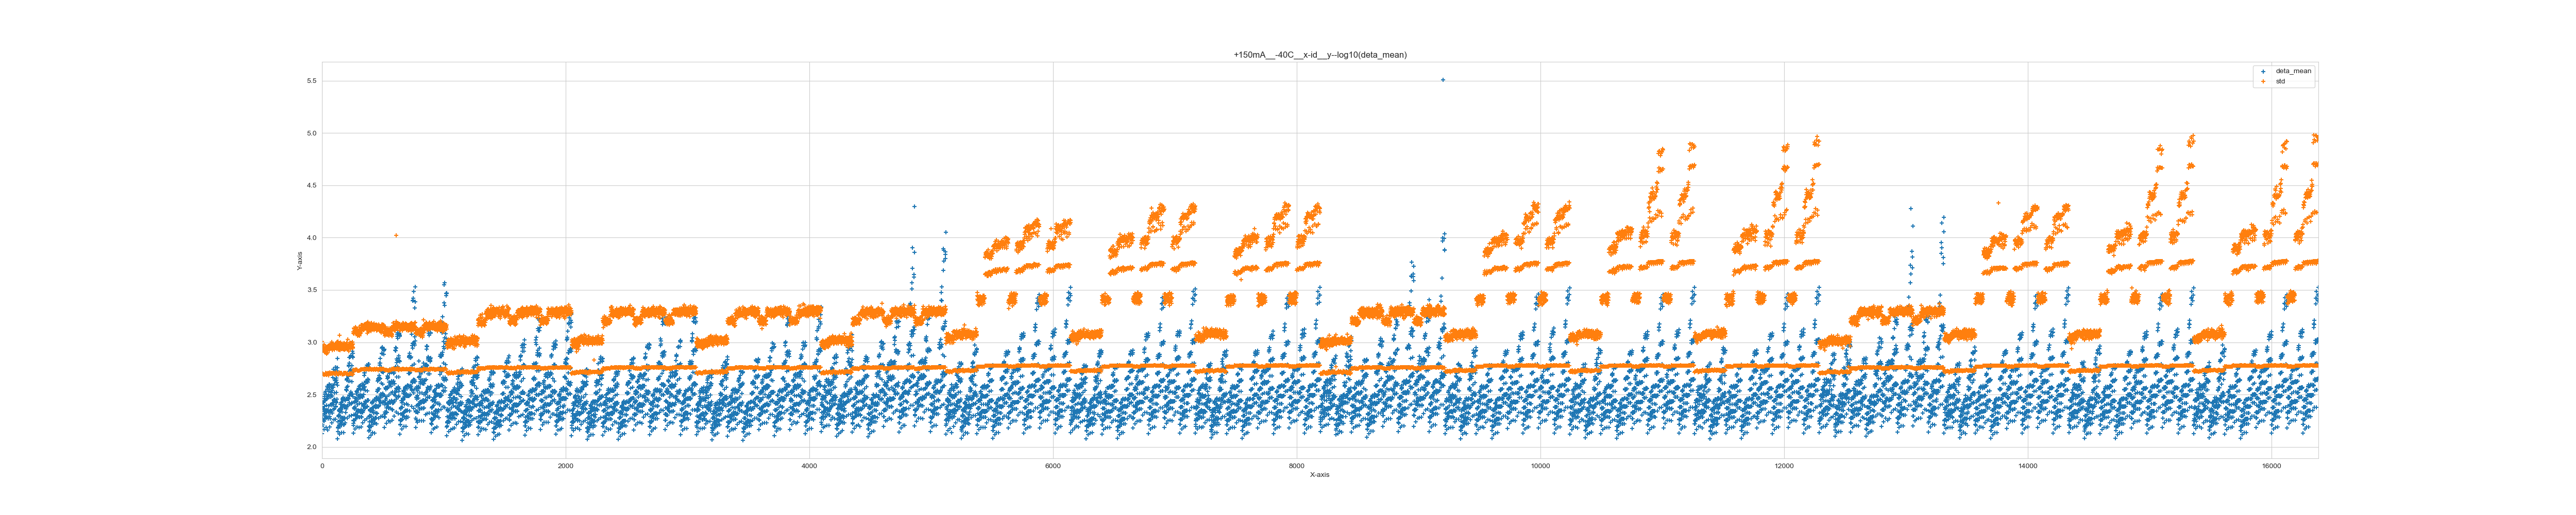 +150mA__-40C__x-id__y--log10(deta_mean)
deta_mean
std
5.5
5.0
4.5
4.0
3.5
3.0
2.5
2.0
Y-axis
0 2000 4000 6000 8000 10000 12000 14000 16000
X-axis